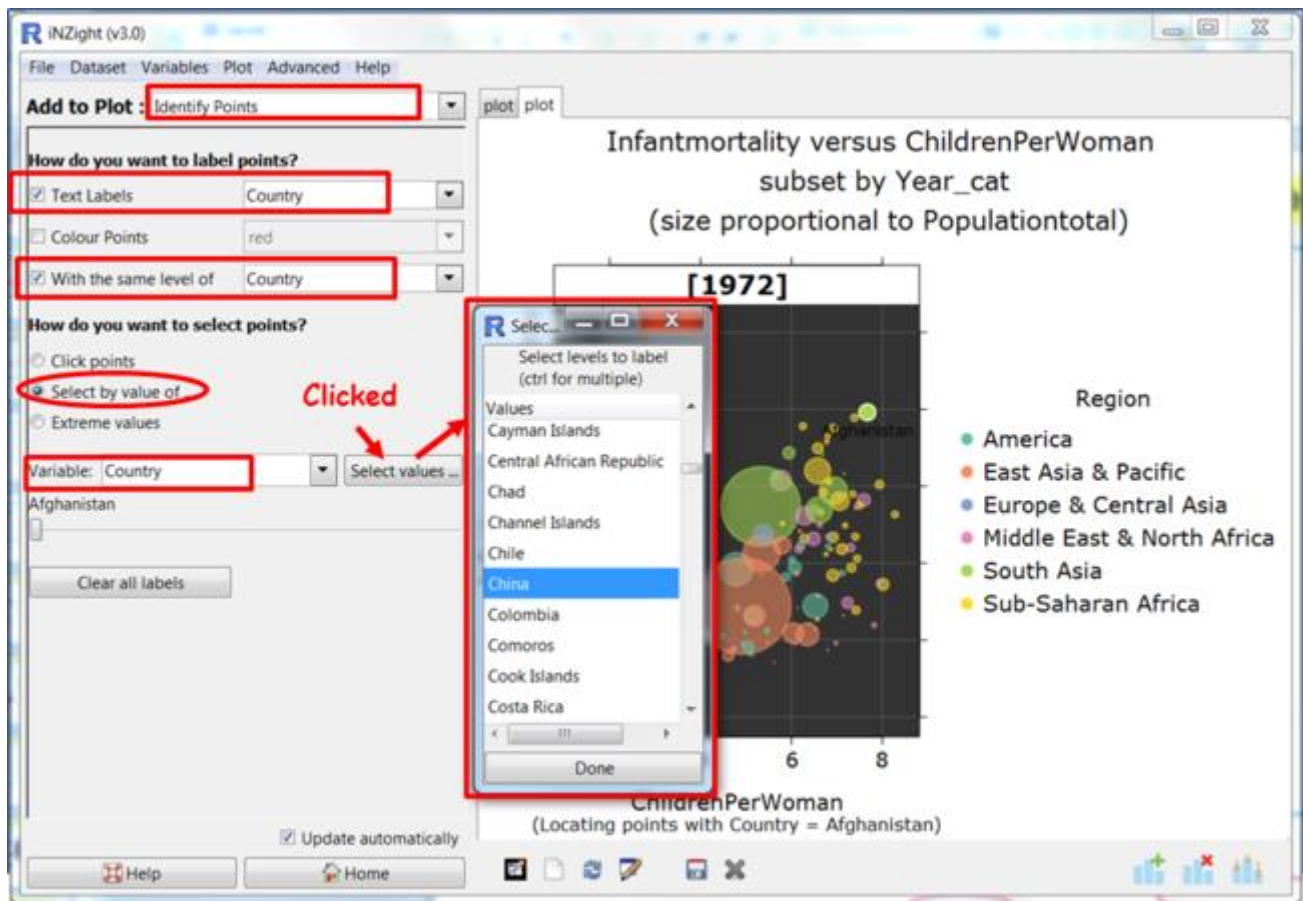 iNZight (v3.0)
File Dataset Variables Plot Advanced Help
Add to Plot : Identify Points
How do you want to label points?
Text Labels Country
Colour Points red
With the same level of Country
How do you want to select points?
Click points
Select by value of
Extreme values
Clicked
Variable: Country Select values ...
Afghanistan
Clear all labels
Update automatically
Help Home
plot plot
Infantmortality versus ChildrenPerWoman
subset by Year_cat
(size proportional to Populationtotal)
[1972]
Selec...
Select levels to label
(ctrl for multiple)
Values
Cayman Islands
Central African Republic
Chad
Channel Islands
Chile
China
Colombia
Comoros
Cook Islands
Costa Rica
Done
Afghanistan
6 8
ChildrenPerWoman
(Locating points with Country = Afghanistan)
Region
America
East Asia & Pacific
Europe & Central Asia
Middle East & North Africa
South Asia
Sub-Saharan Africa